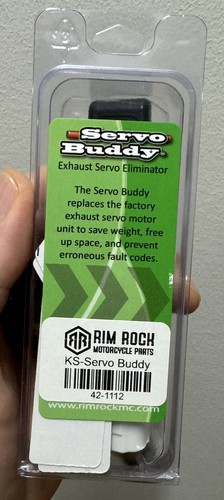 Servo
Buddy
Exhaust Servo Eliminator
The Servo Buddy
replaces the factory
exhaust servo motor
unit to save weight, free
up space, and prevent
erroneous fault codes.
RIM ROCK
MOTORCYCLE PARTS
KS-Servo Buddy
42-1112
www.rimrockmc.com